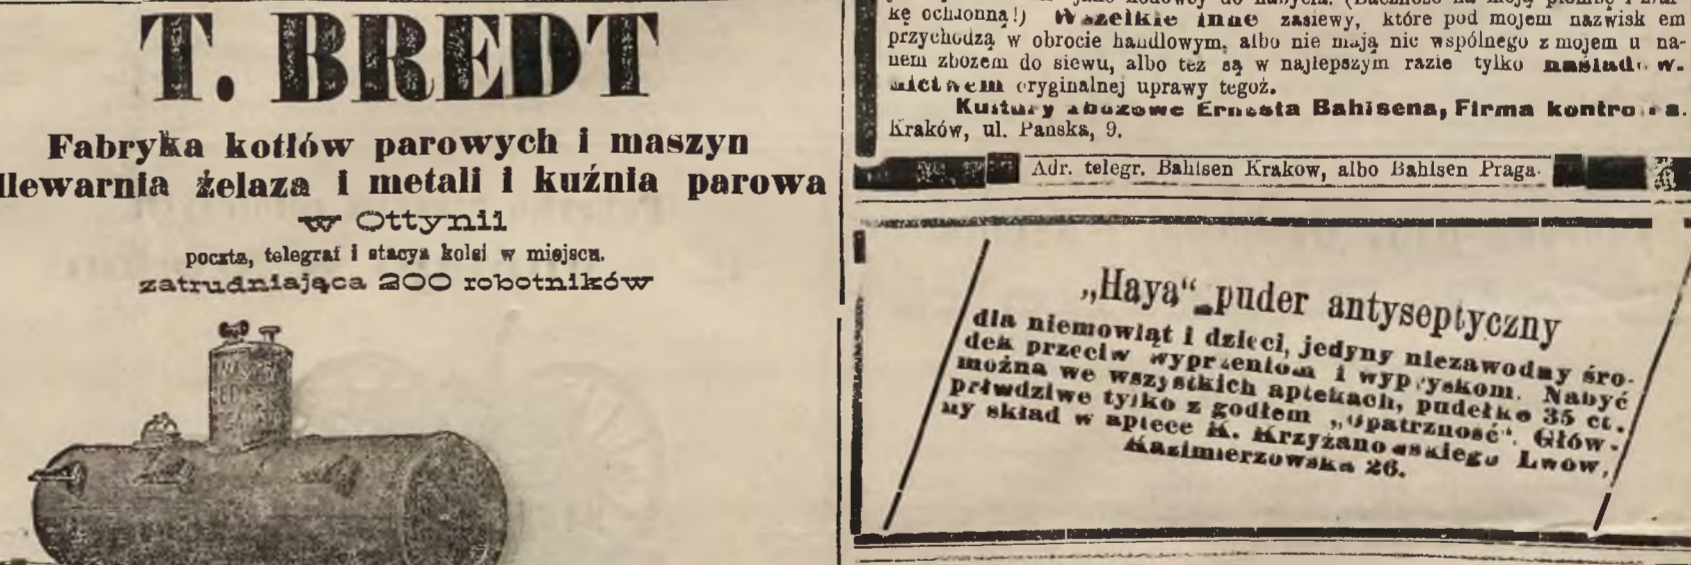 T. BREDT
Fabryka kotłów parowych i maszyn
dlewarnia żelaza i metali i kuźnia parowa
w Ottynii
poczta, telegraf i stacya kolei w miejscu.
zatrudniająca 200 robotników
kę ochronną!) Wszelkie inne zasiewy, które pod mojem nazwisk em
przychodzą w obrocie handlowym, albo nie mają nic wspólnego z mojem u na-
nem zbożem do siewu, albo też są w najlepszym razie tylko naśladow-
nictwem oryginalnej uprawy tegoż.
Kultury zbożowe Ernesta Bahlsena, Firma
Kraków, ul. Pańska, 9.
Adr. telegr. Bahlsen Krakow, albo Bahlsen Praga.
„Haya“ puder antyseptyczny
dla niemowląt i dzieci, jedyny niezawodny śro-
dek przeciw wyprzeniom i wypryskom. Nabyć
można we wszystkich aptekach, pudełko 35 ct.
prawdziwe tylko z godłem „Opatrzność“. Głów-
ny skład w aptece K. Krzyżanowskiego Lwów,
Kazimierzowska 26.